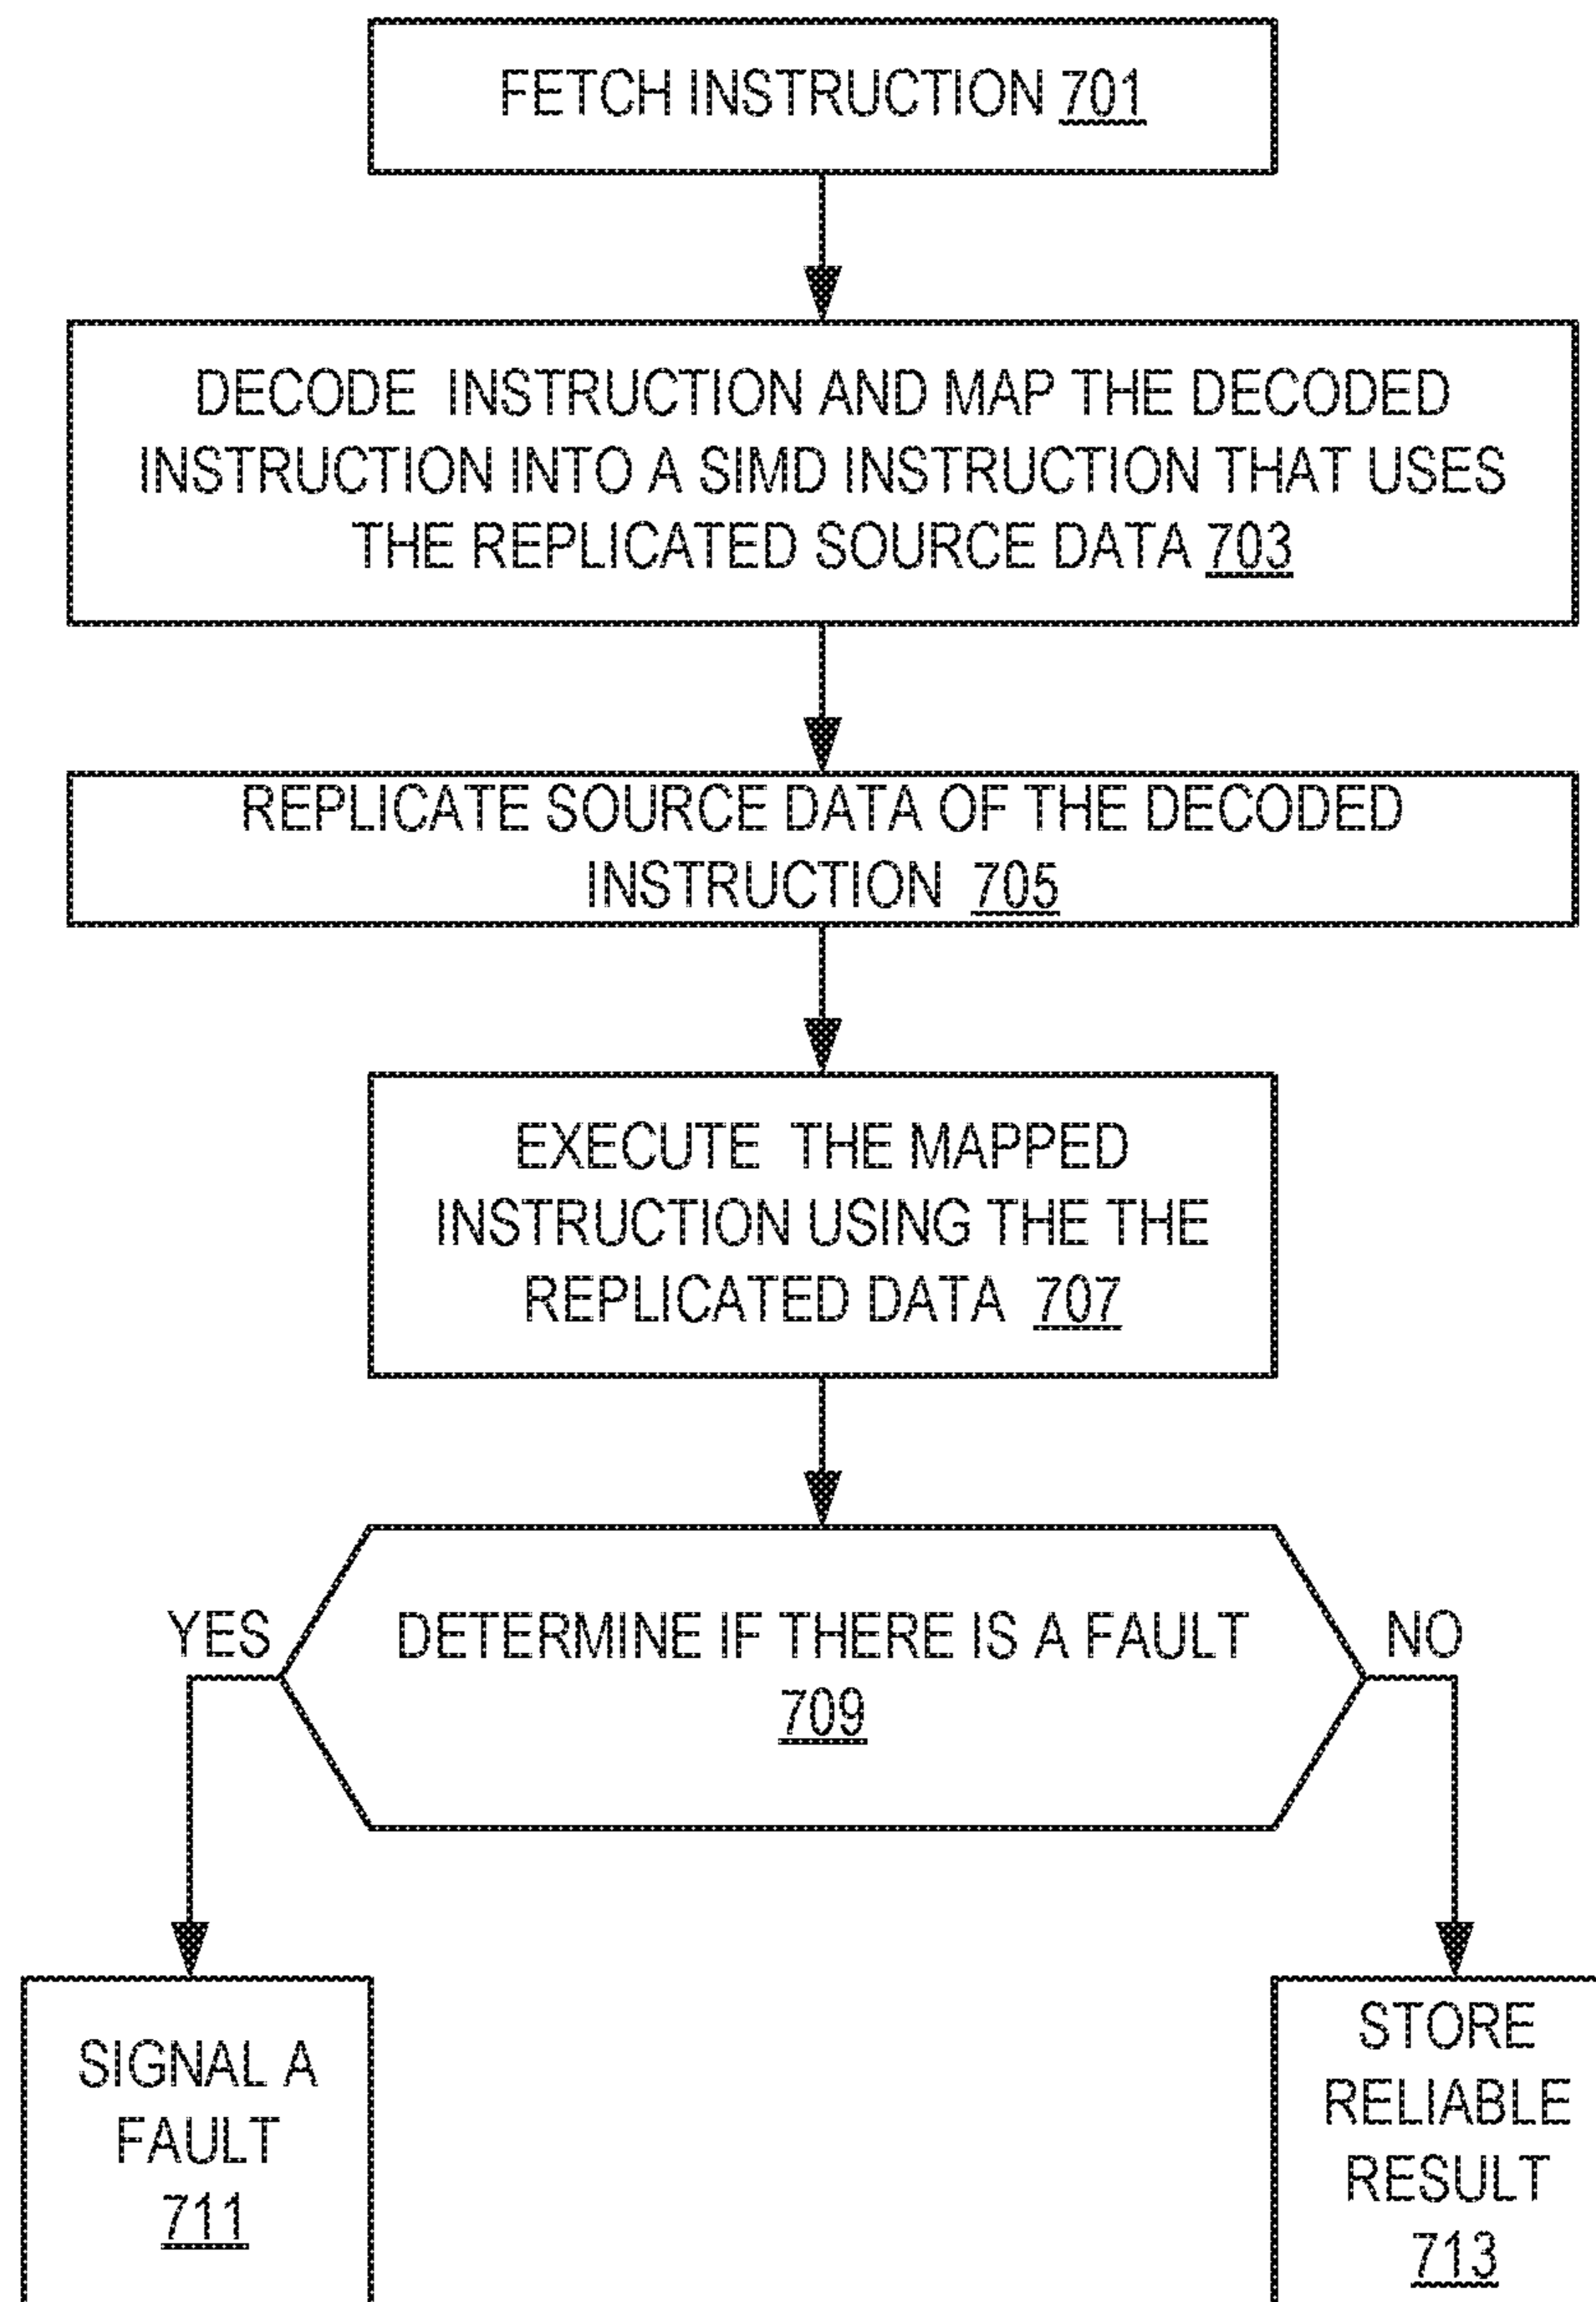 FETCH INSTRUCTION 701
DECODE INSTRUCTION AND MAP THE DECODED
INSTRUCTION INTO A SIMD INSTRUCTION THAT USES
THE REPLICATED SOURCE DATA 703
REPLICATE SOURCE DATA OF THE DECODED
INSTRUCTION 705
EXECUTE THE MAPPED
INSTRUCTION USING THE THE
REPLICATED DATA 707
YES
DETERMINE IF THERE IS A FAULT
709
NO
SIGNAL A
FAULT
711
STORE
RELIABLE
RESULT
713